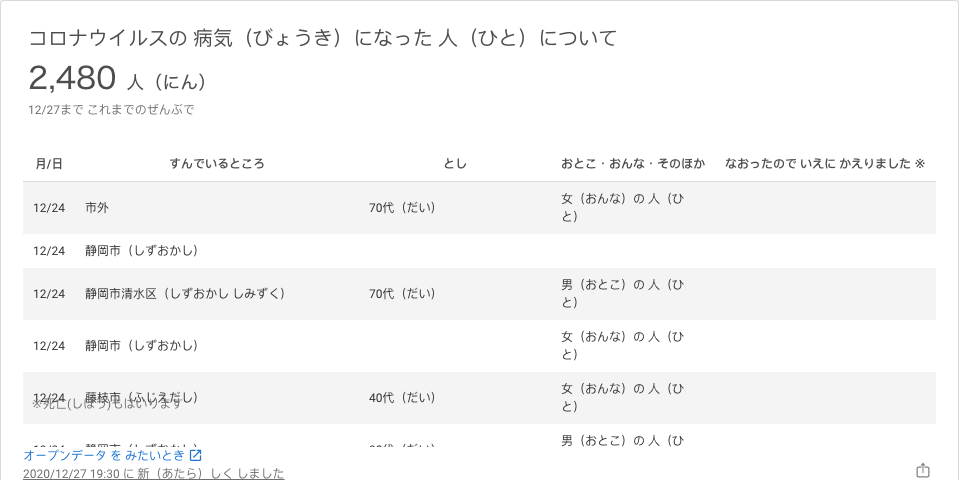 コロナウイルスの 病気（びょうき）になった 人（ひと）について
2,480 人（にん）
12/27まで これまでのぜんぶで
月/日 すんでいるところ とし おとこ・おんな・そのほか なおったので いえに かえりました ※
12/24 市外 70代（だい） 女（おんな）の 人（ひ
と）
12/24 静岡市（しずおかし）
12/24 静岡市清水区（しずおかし しみずく） 70代（だい） 男（おとこ）の 人（ひ
と）
12/24 静岡市（しずおかし） 女（おんな）の 人（ひ
と）
12/24 藤枝市（ふじえだし） 40代（だい） 女（おんな）の 人（ひ
と）
※死亡(しぼう)もはいります
12/24 静岡市（しずおかし） 男（おとこ）の 人（ひ
オープンデータ を みたいとき
2020/12/27 19:30 に 新（あたら）しく しました